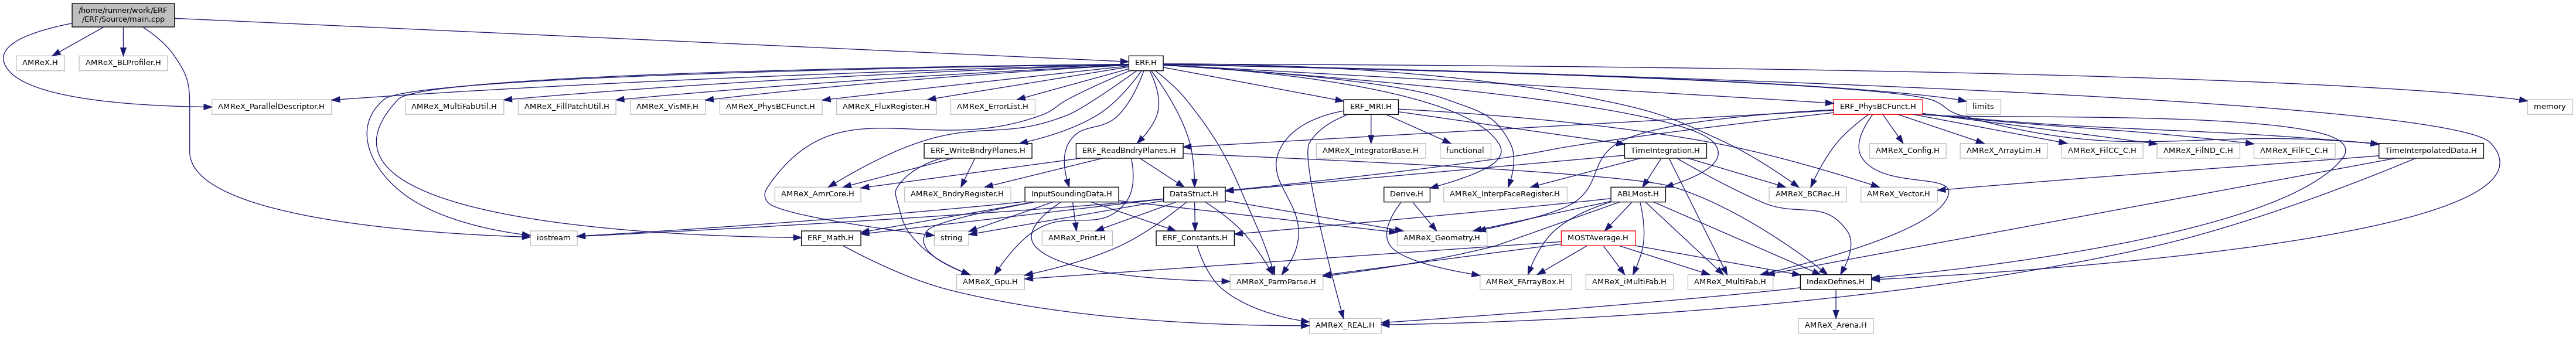 /home/runner/work/ERF
/ERF/Source/main.cpp
AMReX.H
AMReX_BLProfiler.H
ERF.H
AMReX_ParallelDescriptor.H
AMReX_MultiFabUtil.H
AMReX_FillPatchUtil.H
AMReX_VisMF.H
AMReX_PhysBCFunct.H
AMReX_FluxRegister.H
AMReX_ErrorList.H
ERF_MRI.H
ERF_PhysBCFunct.H
limits
memory
ERF_WriteBndryPlanes.H
ERF_ReadBndryPlanes.H
AMReX_IntegratorBase.H
functional
TimeIntegration.H
AMReX_Config.H
AMReX_ArrayLim.H
AMReX_FilCC_C.H
AMReX_FilND_C.H
AMReX_FilFC_C.H
TimeInterpolatedData.H
AMReX_AmrCore.H
AMReX_BndryRegister.H
InputSoundingData.H
DataStruct.H
Derive.H
AMReX_InterpFaceRegister.H
ABLMost.H
AMReX_BCRec.H
AMReX_Vector.H
iostream
ERF_Math.H
string
AMReX_Print.H
ERF_Constants.H
AMReX_Geometry.H
MOSTAverage.H
AMReX_Gpu.H
AMReX_ParmParse.H
AMReX_FArrayBox.H
AMReX_iMultiFab.H
AMReX_MultiFab.H
IndexDefines.H
AMReX_REAL.H
AMReX_Arena.H